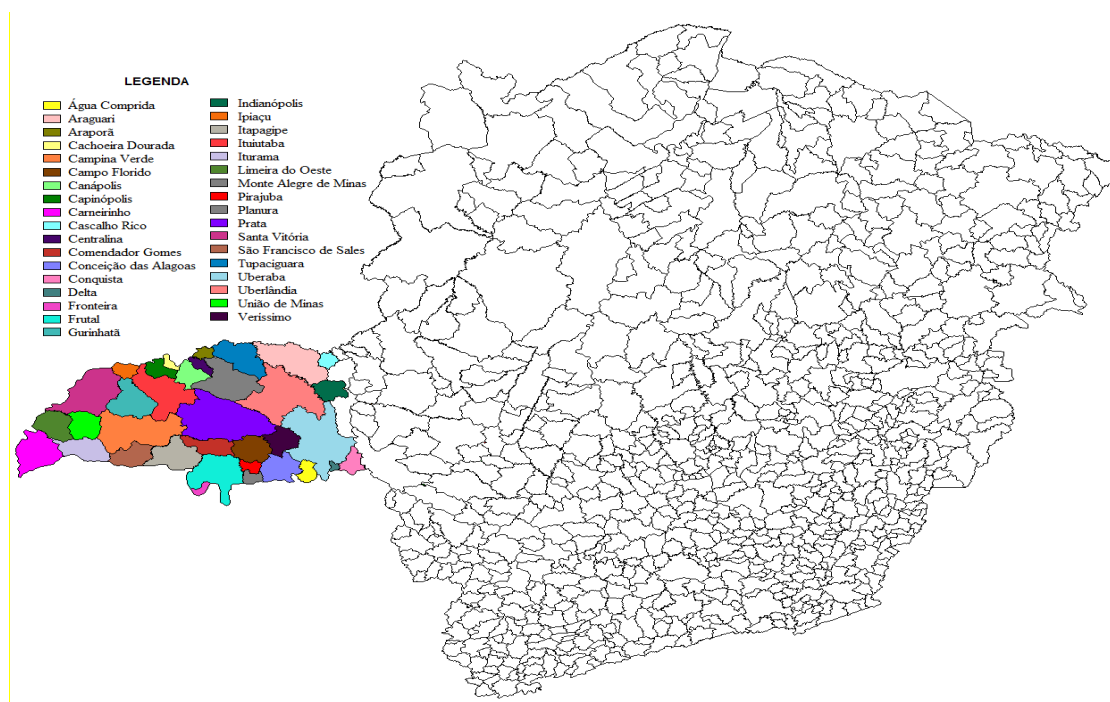 LEGENDA
Água Comprida
Araguari
Araporã
Cachoeira Dourada
Campina Verde
Campo Florido
Canápolis
Capinópolis
Carneirinho
Cascalho Rico
Centralina
Comendador Gomes
Conceição das Alagoas
Conquista
Delta
Fronteira
Frutal
Gurinhatã
Indianópolis
Ipiaçu
Itapagipe
Ituiutaba
Iturama
Limeira do Oeste
Monte Alegre de Minas
Pirajuba
Planura
Prata
Santa Vitória
São Francisco de Sales
Tupaciguara
Uberaba
Uberlândia
União de Minas
Veríssimo